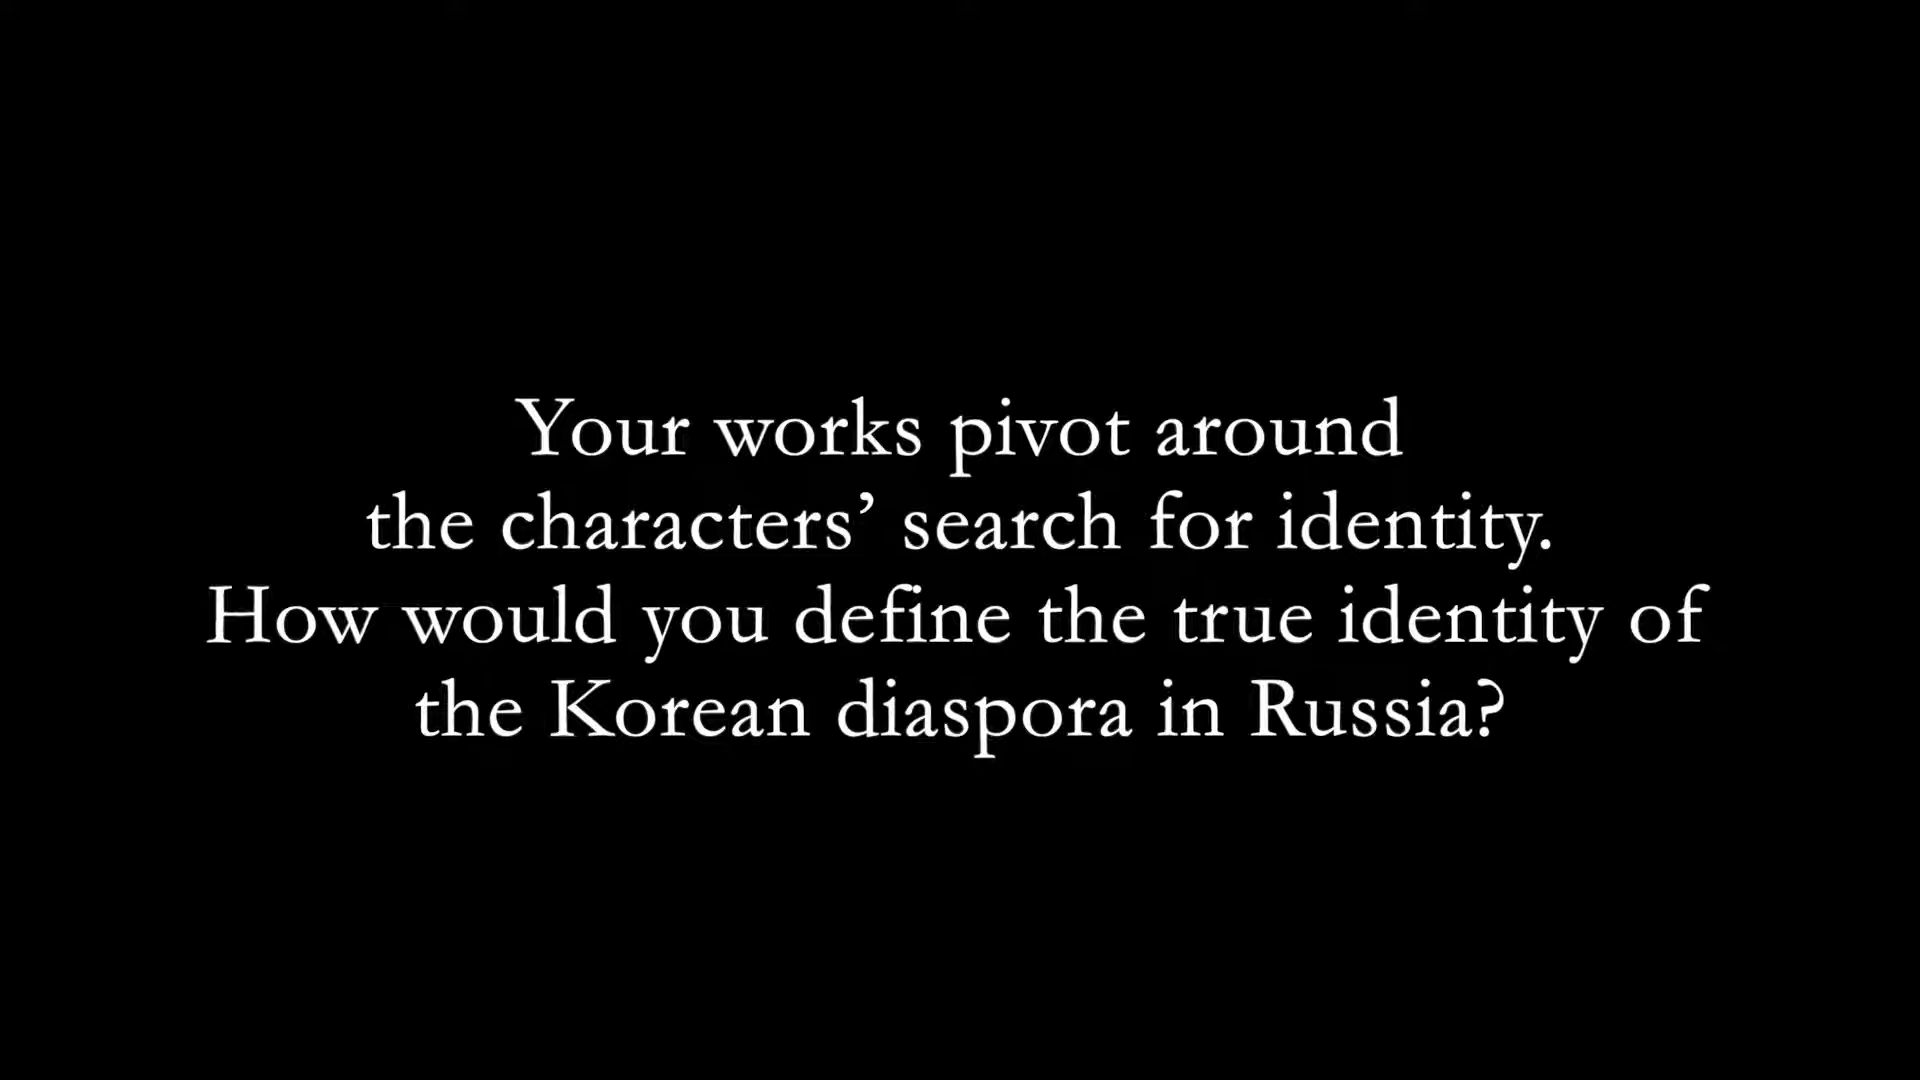 Your works pivot around
the characters’ search for identity.
How would you define the true identity of
the Korean diaspora in Russia?